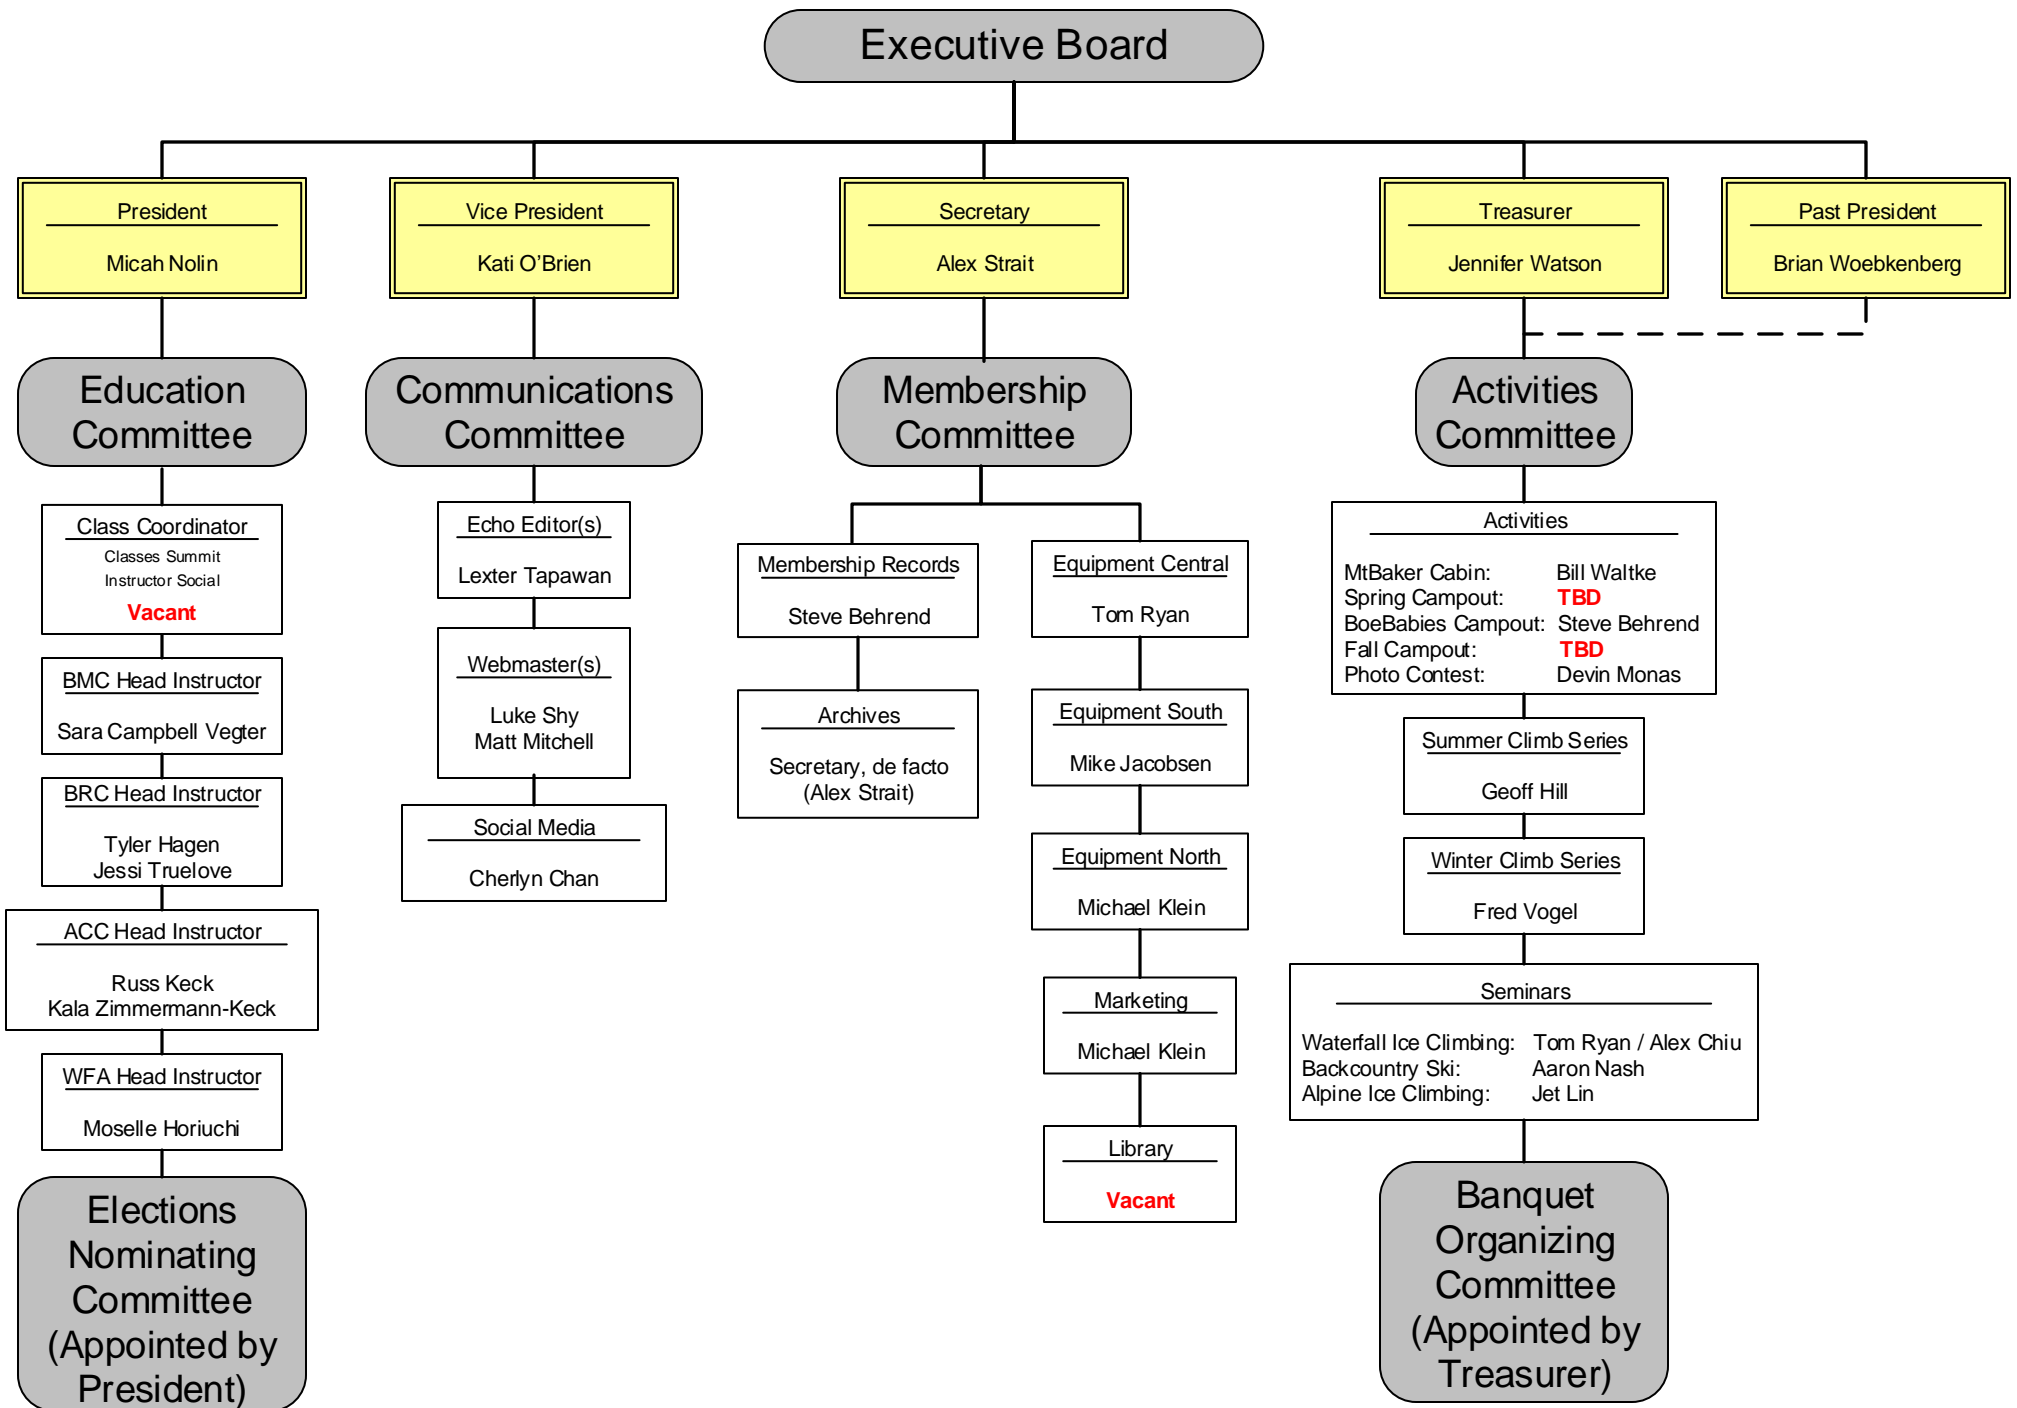 Executive Board
President
Micah Nolin
Vice President
Kati O'Brien
Secretary
Alex Strait
Treasurer
Jennifer Watson
Past President
Brian Woebkenberg
Education
Committee
Class Coordinator
Classes Summit
Instructor Social
Vacant
BMC Head Instructor
Sara Campbell Vegter
BRC Head Instructor
Tyler Hagen
Jessi Truelove
ACC Head Instructor
Russ Keck
Kala Zimmermann-Keck
WFA Head Instructor
Moselle Horiuchi
Elections
Nominating
Committee
(Appointed by
President)
Communications
Committee
Echo Editor(s)
Lexter Tapawan
Webmaster(s)
Luke Shy
Matt Mitchell
Social Media
Cherlyn Chan
Membership
Committee
Membership Records
Steve Behrend
Archives
Secretary, de facto
(Alex Strait)
Equipment Central
Tom Ryan
Equipment South
Mike Jacobsen
Equipment North
Michael Klein
Marketing
Michael Klein
Library
Vacant
Activities
Committee
Activities
MtBaker Cabin: Bill Waltke
Spring Campout: TBD
BoeBabies Campout: Steve Behrend
Fall Campout: TBD
Photo Contest: Devin Monas
Summer Climb Series
Geoff Hill
Winter Climb Series
Fred Vogel
Seminars
Waterfall Ice Climbing: Tom Ryan / Alex Chiu
Backcountry Ski: Aaron Nash
Alpine Ice Climbing: Jet Lin
Banquet
Organizing
Committee
(Appointed by
Treasurer)